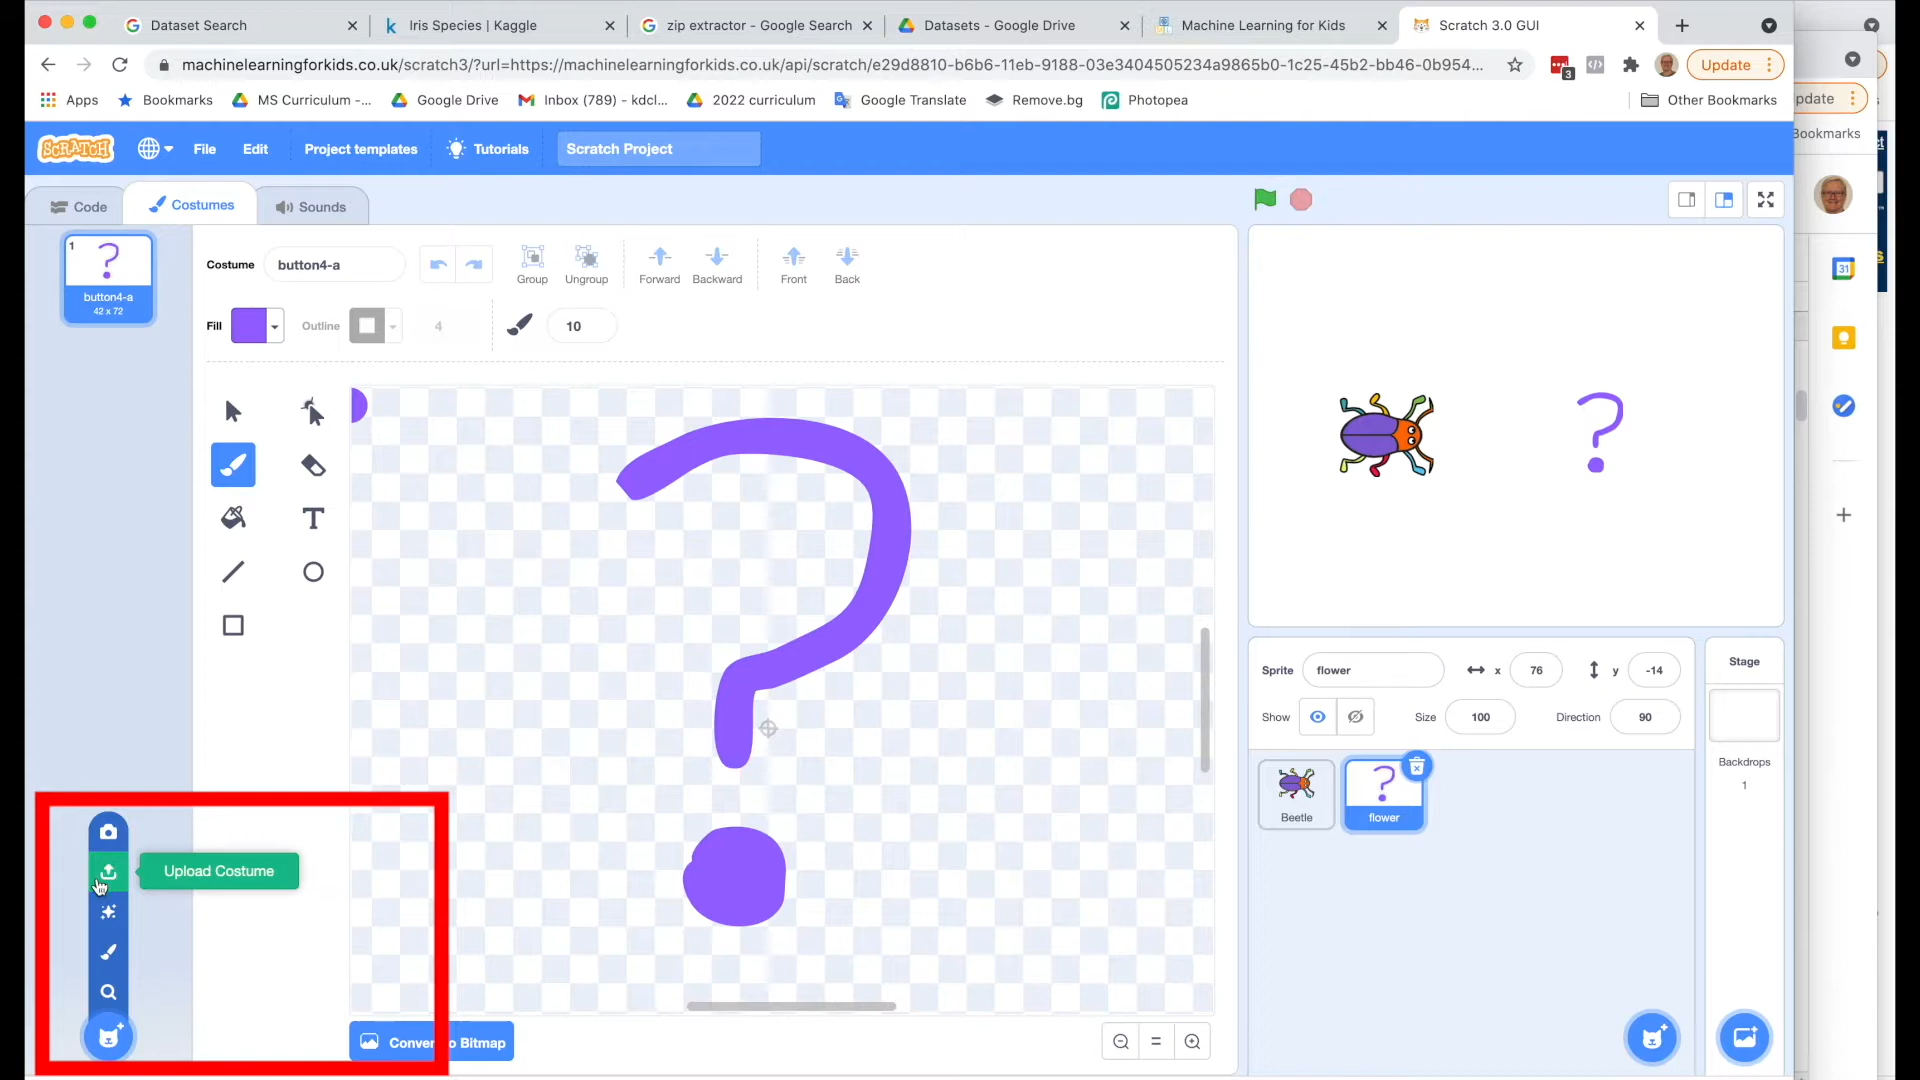 Dataset Search
Iris Species | Kaggle
zip extractor - Google Search
Datasets - Google Drive
Machine Learning for Kids
Scratch 3.0 GUI
machinelearningforkids.co.uk/scratch3/?url=https://machinelearningforkids.co.uk/api/scratch/e29d8810-b6b6-11eb-9188-03e3404505234a9865b0-1c25-45b2-bb46-0b954...
3
Update
pdate
Apps
Bookmarks
MS Curriculum -...
Google Drive
Inbox (789) - kdcl...
2022 curriculum
Google Translate
Remove.bg
Photopea
Other Bookmarks
Bookmarks
SCRATCH
File
Edit
Project templates
Tutorials
Scratch Project
Code
Costumes
Sounds
1
?
button4-a
42 x 72
Costume
button4-a
Group
Ungroup
Forward
Backward
Front
Back
Fill
Outline
4
10
T
?
?
31
Sprite
flower
x
76
y
-14
Show
Size
100
Direction
90
Stage
Backdrops
1
Beetle
?
flower
Upload Costume
Conver
o Bitmap